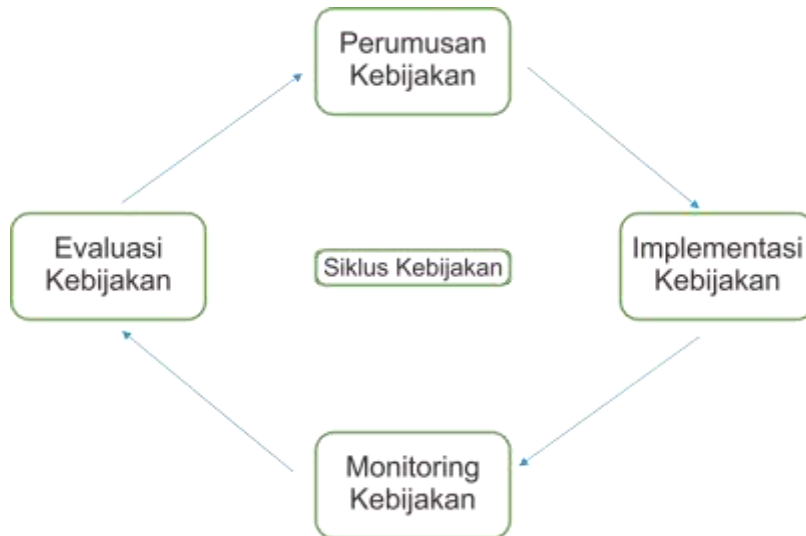 Perumusan
Kebijakan
Evaluasi
Kebijakan
Siklus Kebijakan
Implementasi
Kebijakan
Monitoring
Kebijakan